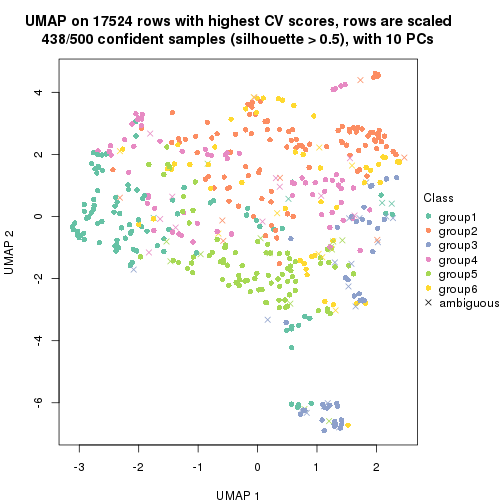 UMAP on 17524 rows with highest CV scores, rows are scaled
438/500 confident samples (silhouette > 0.5), with 10 PCs
4
2
0
-2
-4
-6
UMAP 2
-3
-2
-1
0
1
2
UMAP 1
Class
group1
group2
group3
group4
group5
group6
ambiguous